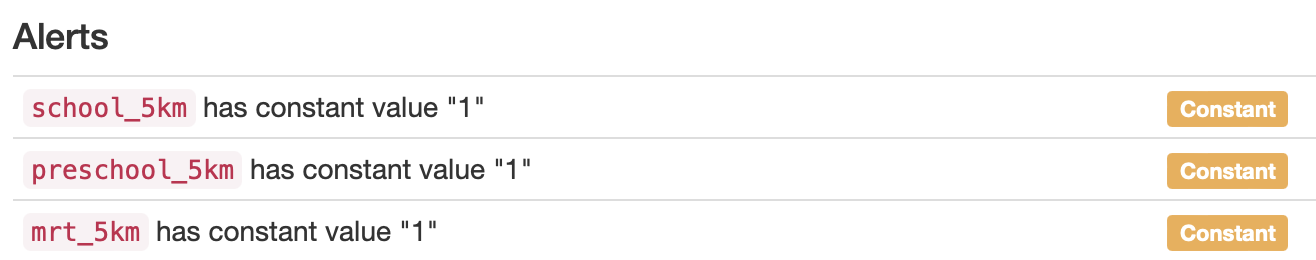 Alerts
school_5km has constant value "1" Constant
preschool_5km has constant value "1" Constant
mrt_5km has constant value "1" Constant